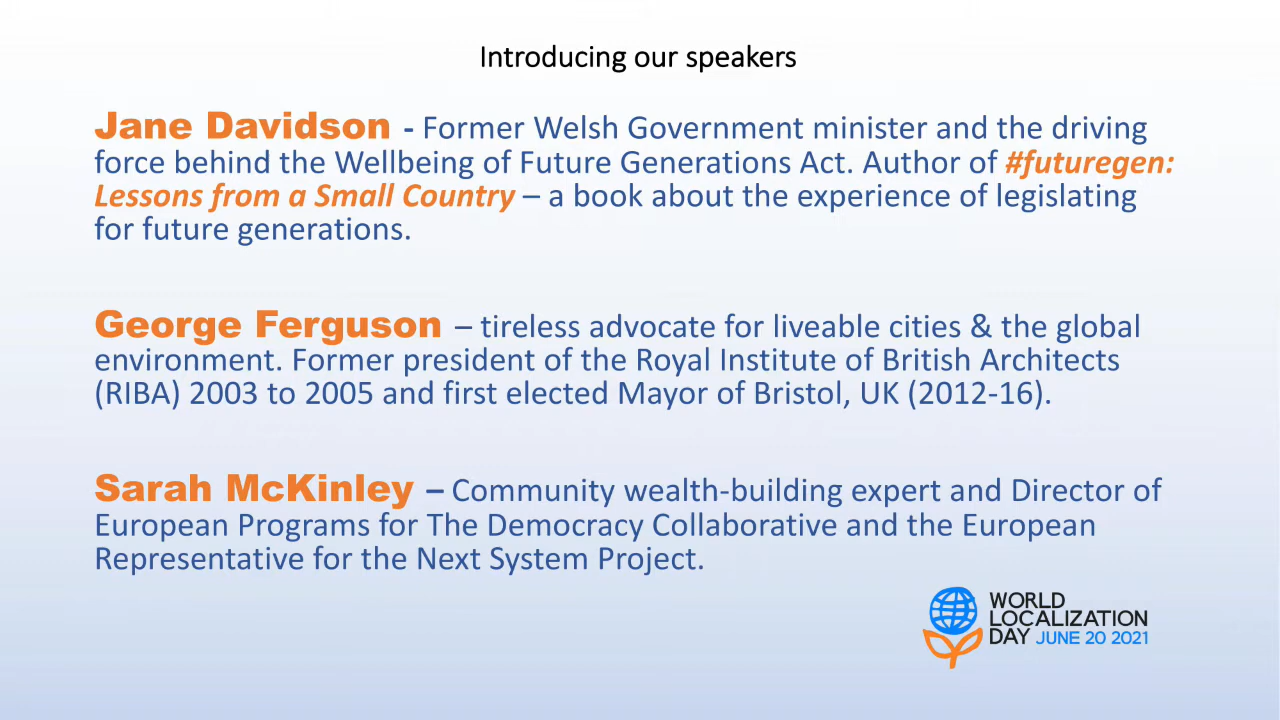 Introducing our speakers
Jane Davidson - Former Welsh Government minister and the driving
force behind the Wellbeing of Future Generations Act. Author of #futuregen:
Lessons from a Small Country – a book about the experience of legislating
for future generations.
George Ferguson – tireless advocate for liveable cities & the global
environment. Former president of the Royal Institute of British Architects
(RIBA) 2003 to 2005 and first elected Mayor of Bristol, UK (2012-16).
Sarah McKinley – Community wealth-building expert and Director of
European Programs for The Democracy Collaborative and the European
Representative for the Next System Project.
WORLD
LOCALIZATION
DAY JUNE 20 2021